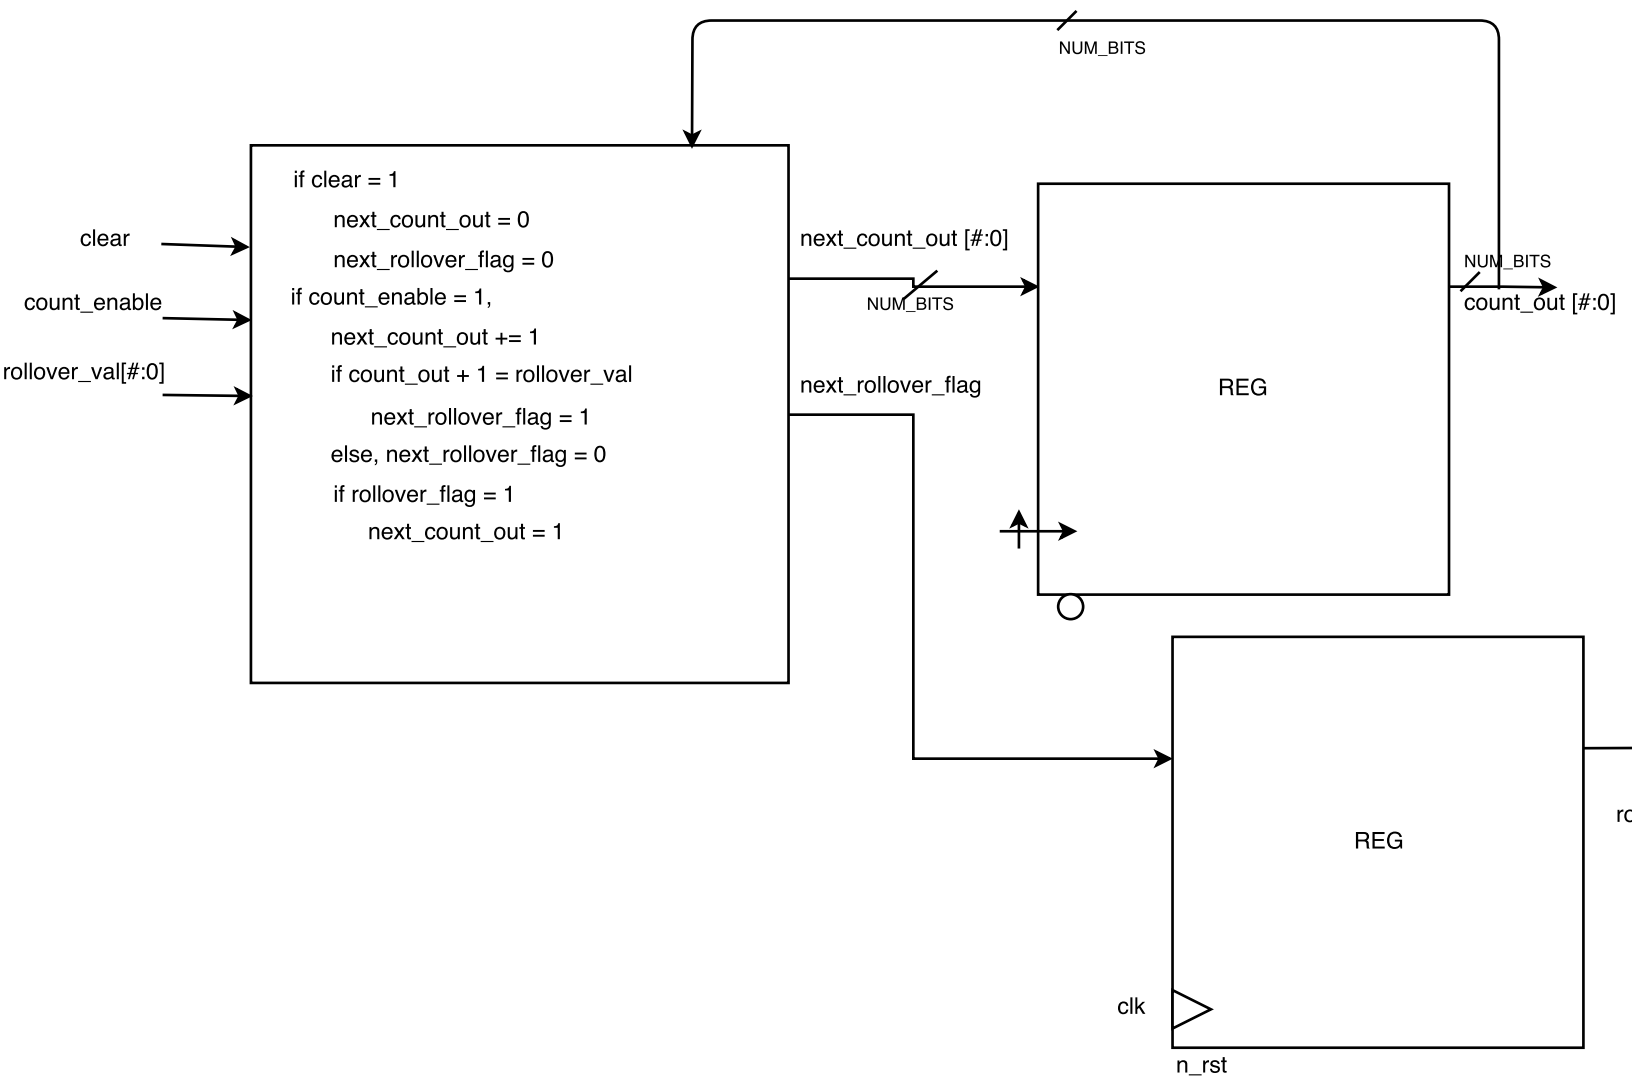 NUM_BITS
if clear = 1
next_count_out = 0
next_rollover_flag = 0
if count_enable = 1,
next_count_out += 1
if count_out + 1 = rollover_val
next_rollover_flag = 1
else, next_rollover_flag = 0
if rollover_flag = 1
next_count_out = 1
clear
count_enable
rollover_val[#:0]
next_count_out [#:0]
NUM_BITS
next_rollover_flag
REG
NUM_BITS
count_out [#:0]
REG
clk
n_rst